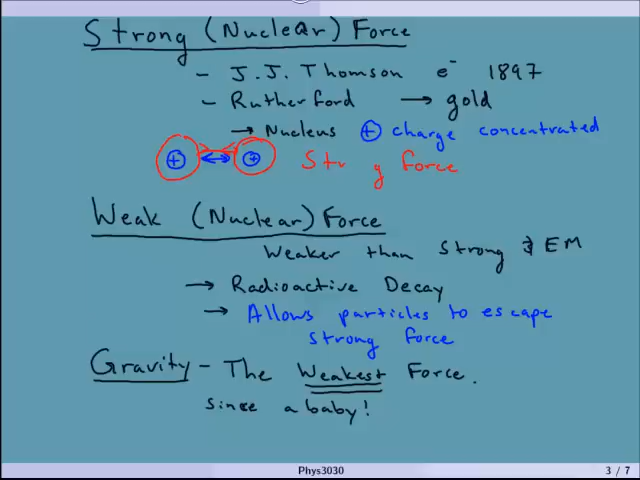 Strong (Nuclear) Force
- J.J. Thomson e⁻ 1897
- Rutherford → gold
→ Nucleus ⊕ charge concentrated
+ + force
Weak (Nuclear) Force
Weaker than Strong & EM
→ Radioactive Decay
→ Allows particles to escape
strong force
Gravity - The Weakest Force.
since a baby!
Phys3030
3 / 7